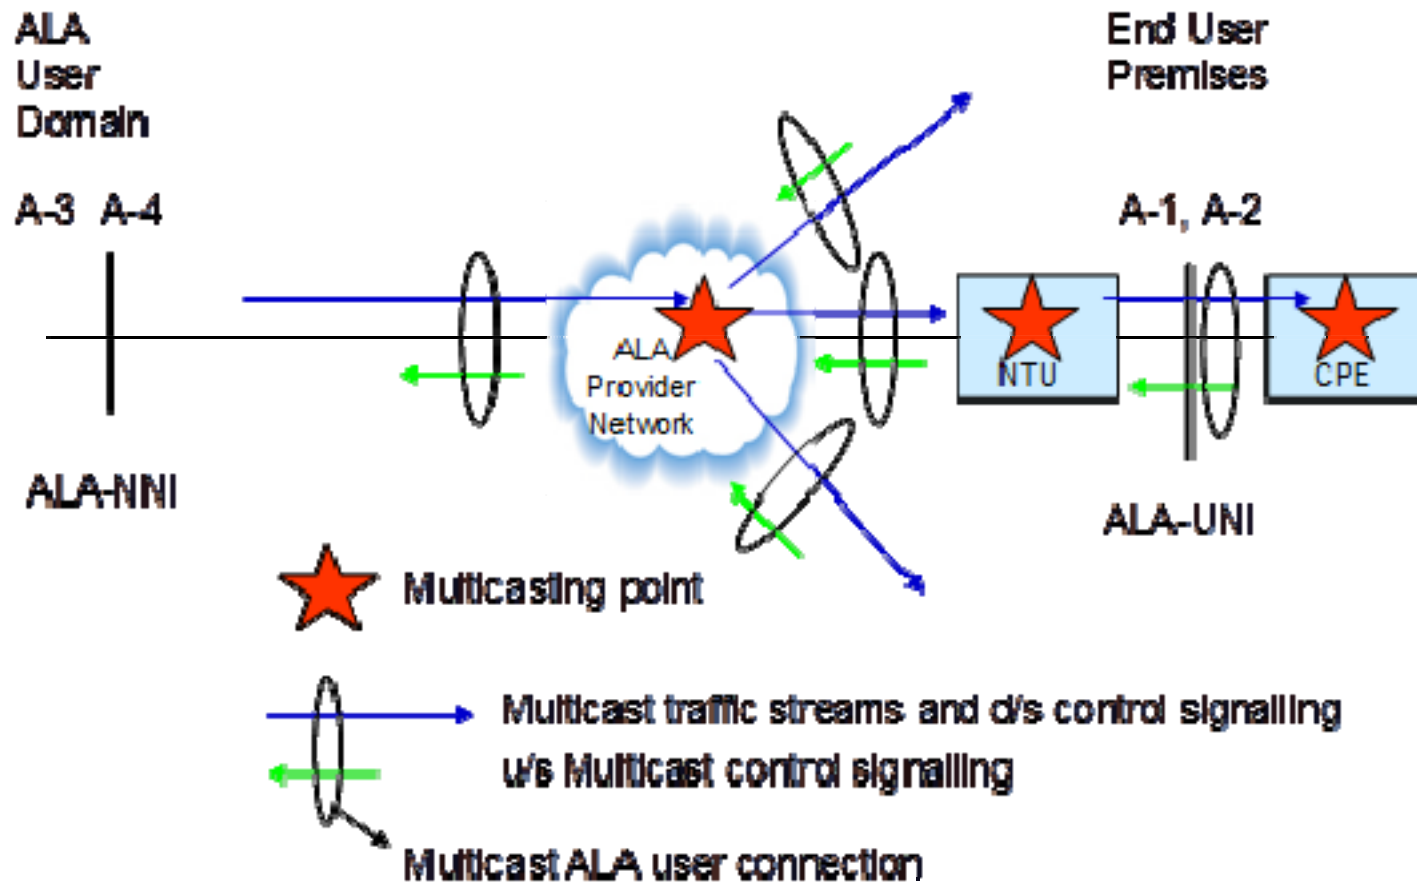 ALA
User
Domain
End User
Premises
A-3 A-4
A-1, A-2
ALA
Provider
Network
NTU
CPE
ALA-NNI
ALA-UNI
Multicasting point
Multicast traffic streams and d/s control signalling
u/s Multicast control signalling
Multicast ALA user connection